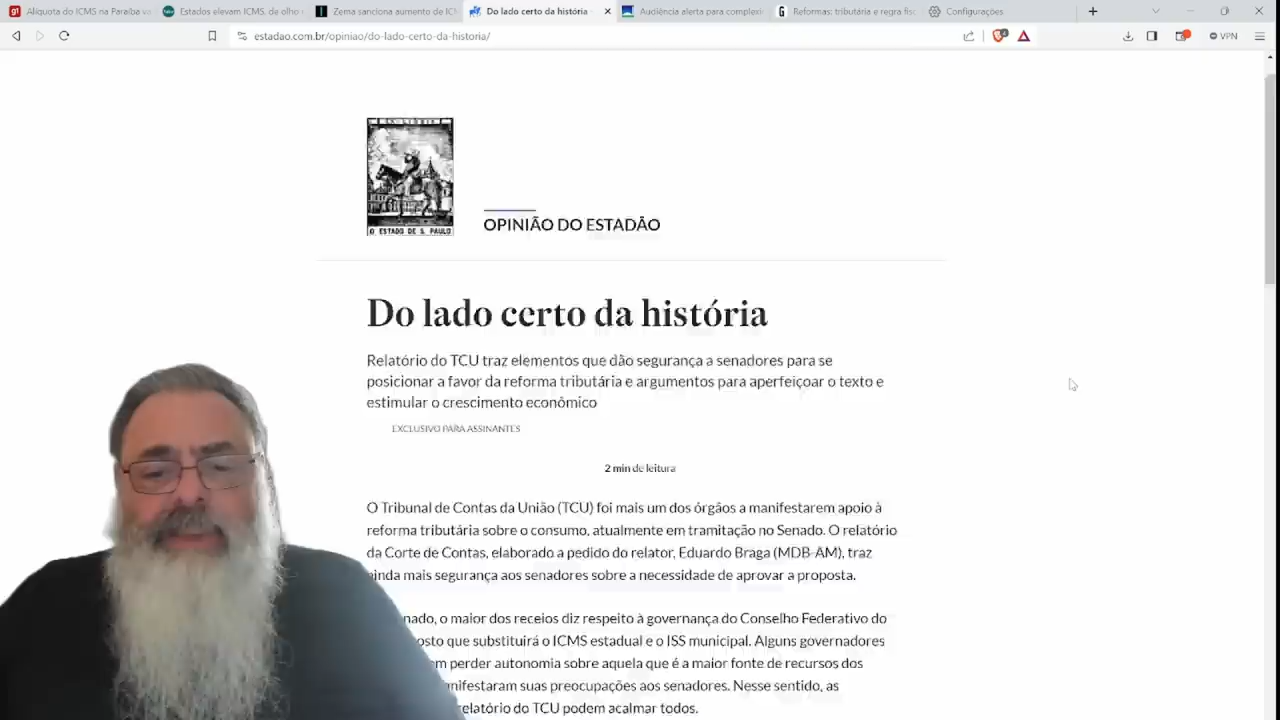 Alíquota do ICMS na Paraíba va
Estados elevam ICMS, de olho
Zema sanciona aumento de IC
Do lado certo da história
Audiência alerta para complexi
Reformas: tributária e regra fisc
Configurações
estadao.com.br/opiniao/do-lado-certo-da-historia/
VPN
O ESTADO DE S. PAULO
OPINIÃO DO ESTADÃO
Do lado certo da história
Relatório do TCU traz elementos que dão segurança a senadores para se
posicionar a favor da reforma tributária e argumentos para aperfeiçoar o texto e
estimular o crescimento econômico
EXCLUSIVO PARA ASSINANTES
2 min de leitura
O Tribunal de Contas da União (TCU) foi mais um dos órgãos a manifestarem apoio à
reforma tributária sobre o consumo, atualmente em tramitação no Senado. O relatório
da Corte de Contas, elaborado a pedido do relator, Eduardo Braga (MDB-AM), traz
ainda mais segurança aos senadores sobre a necessidade de aprovar a proposta.
nado, o maior dos receios diz respeito à governança do Conselho Federativo do
osto que substituirá o ICMS estadual e o ISS municipal. Alguns governadores
em perder autonomia sobre aquela que é a maior fonte de recursos dos
nifestaram suas preocupações aos senadores. Nesse sentido, as
relatório do TCU podem acalmar todos.